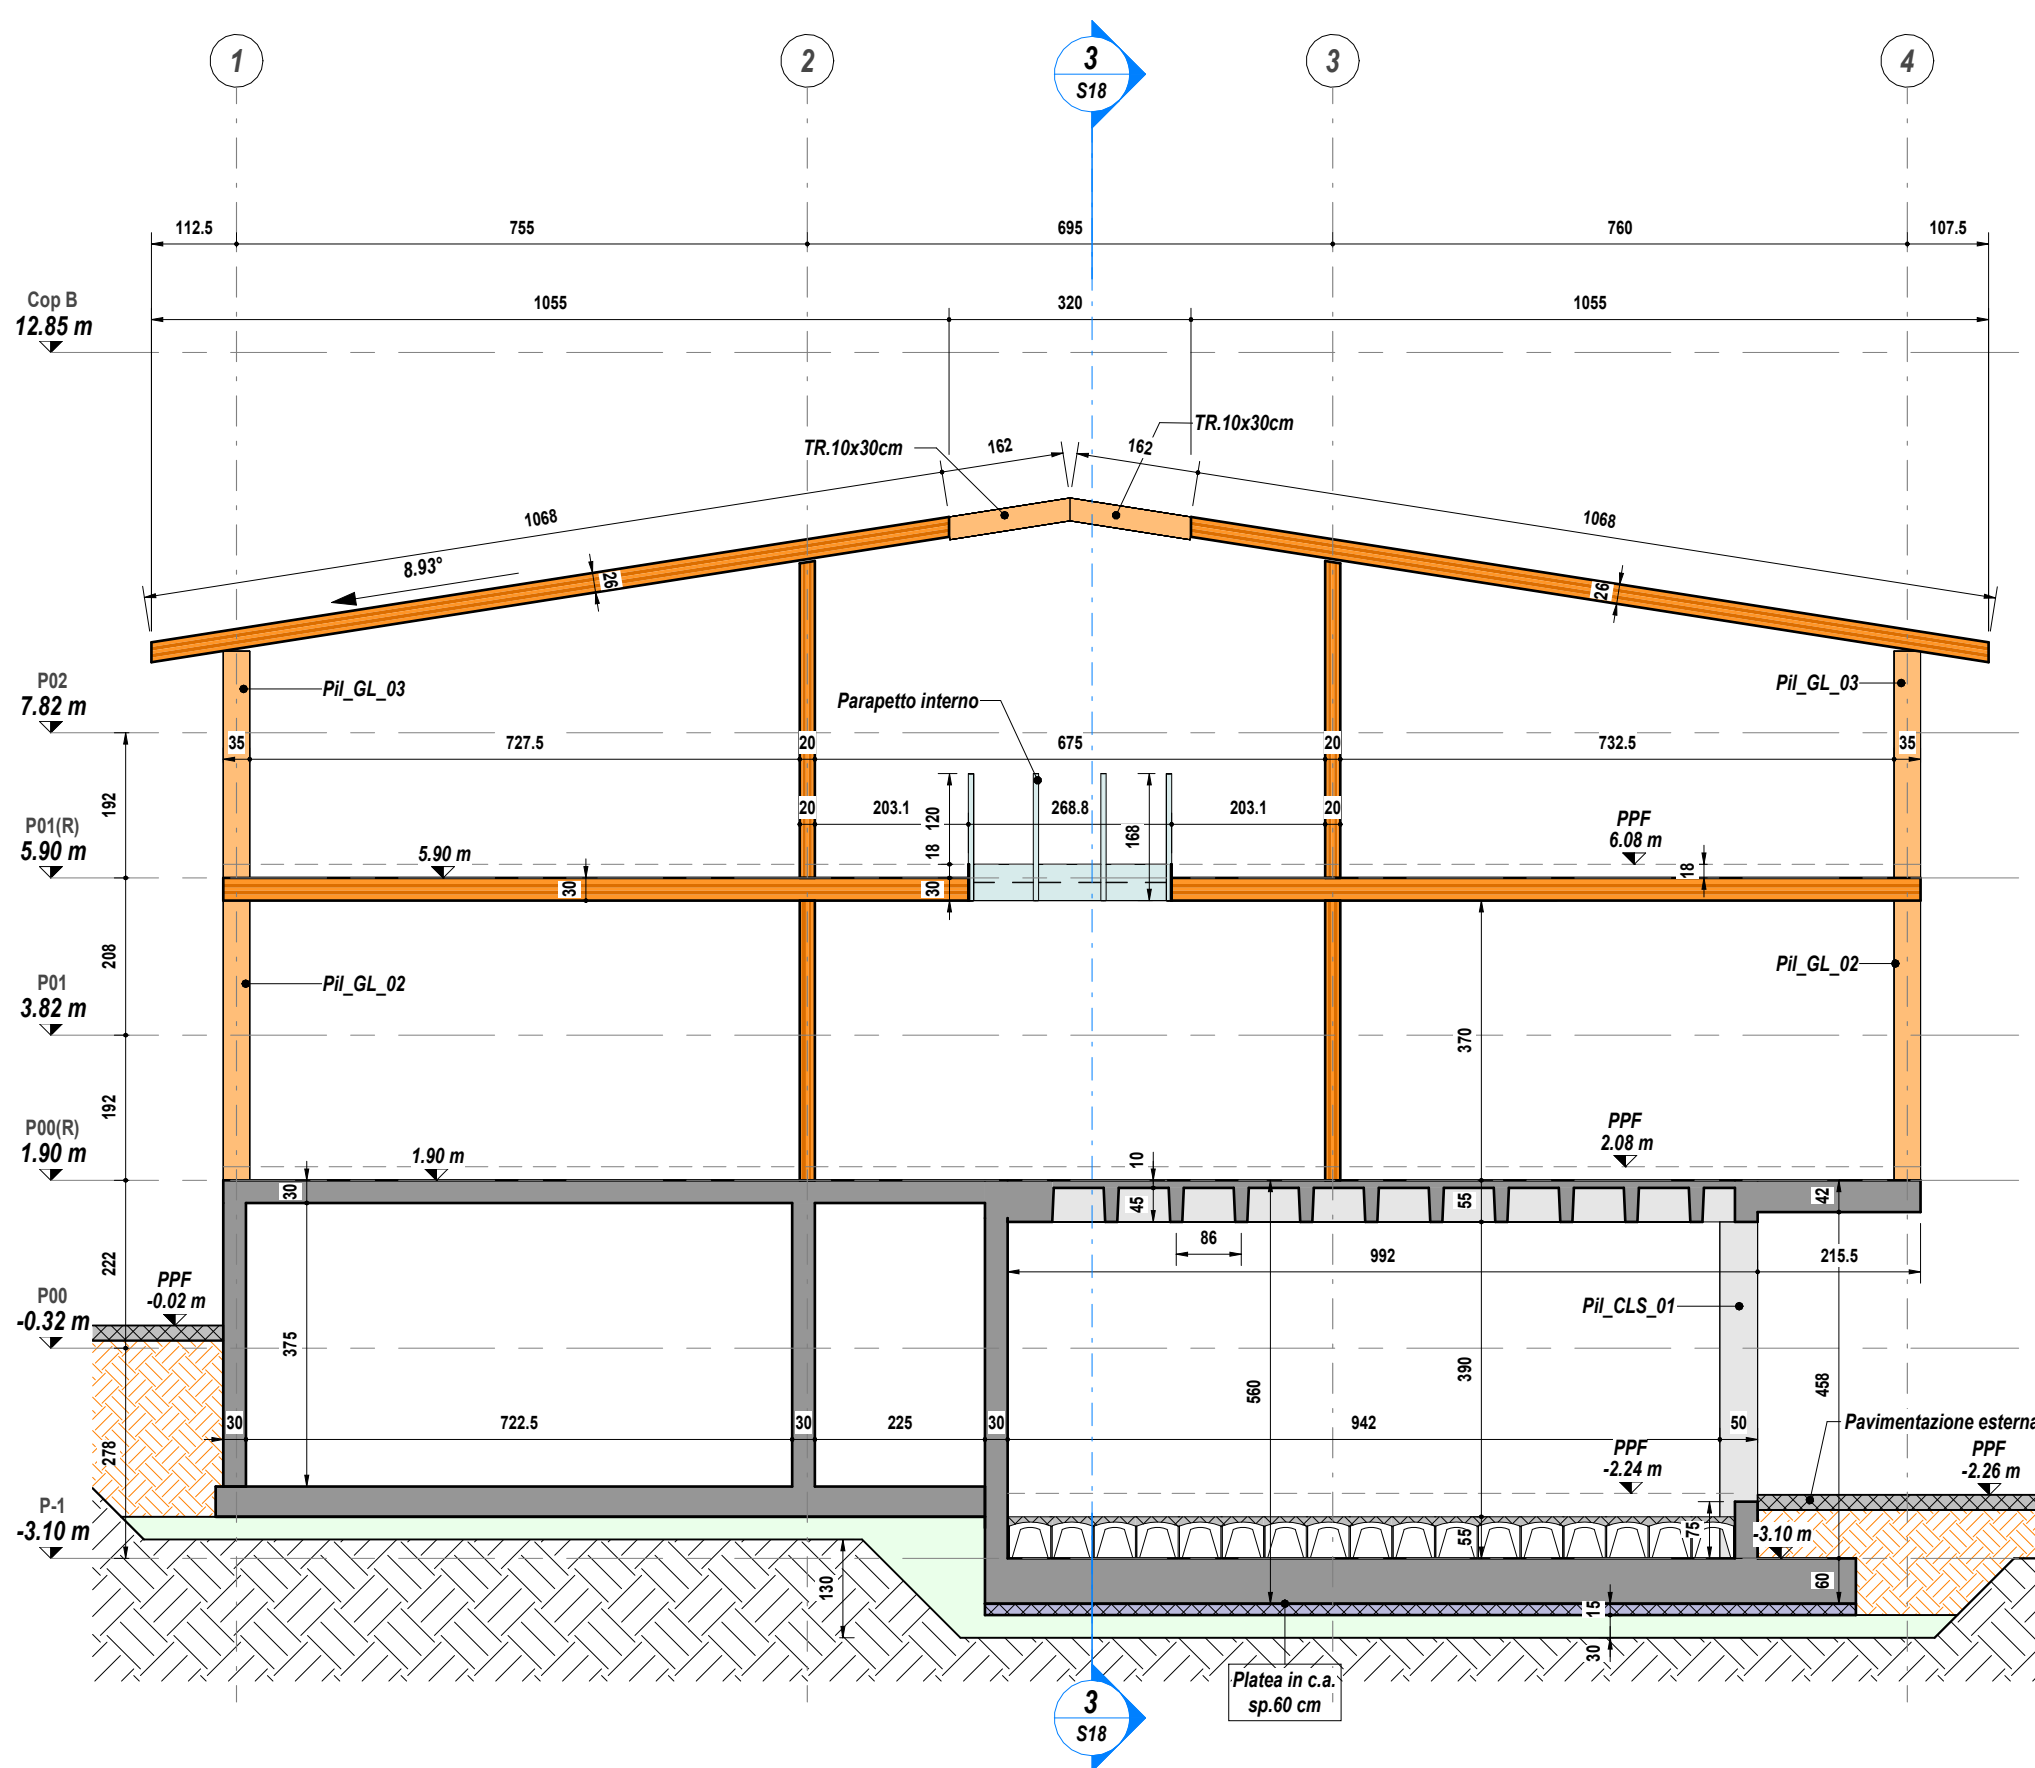 1
2
3
S18
3
4
112.5
755
695
760
107.5
1055
320
1055
Cop B
12.85 m
TR.10x30cm
162
162
TR.10x30cm
1068
1068
8.93°
26
26
P02
7.82 m
Pil_GL_03
Parapetto interno
Pil_GL_03
35
727.5
20
675
20
732.5
35
192
20
203.1
120
268.8
168
203.1
20
PPF
6.08 m
P01(R)
5.90 m
5.90 m
18
18
30
30
208
Pil_GL_02
Pil_GL_02
P01
3.82 m
370
192
P00(R)
1.90 m
1.90 m
PPF
2.08 m
10
30
45
55
42
222
86
992
215.5
PPF
-0.02 m
P00
-0.32 m
Pil_CLS_01
375
560
390
458
30
722.5
30
225
30
942
50
Pavimentazione esterna
278
PPF
-2.24 m
PPF
-2.26 m
P-1
-3.10 m
55
75
-3.10 m
130
60
15
30
Platea in c.a.
sp.60 cm
3
S18